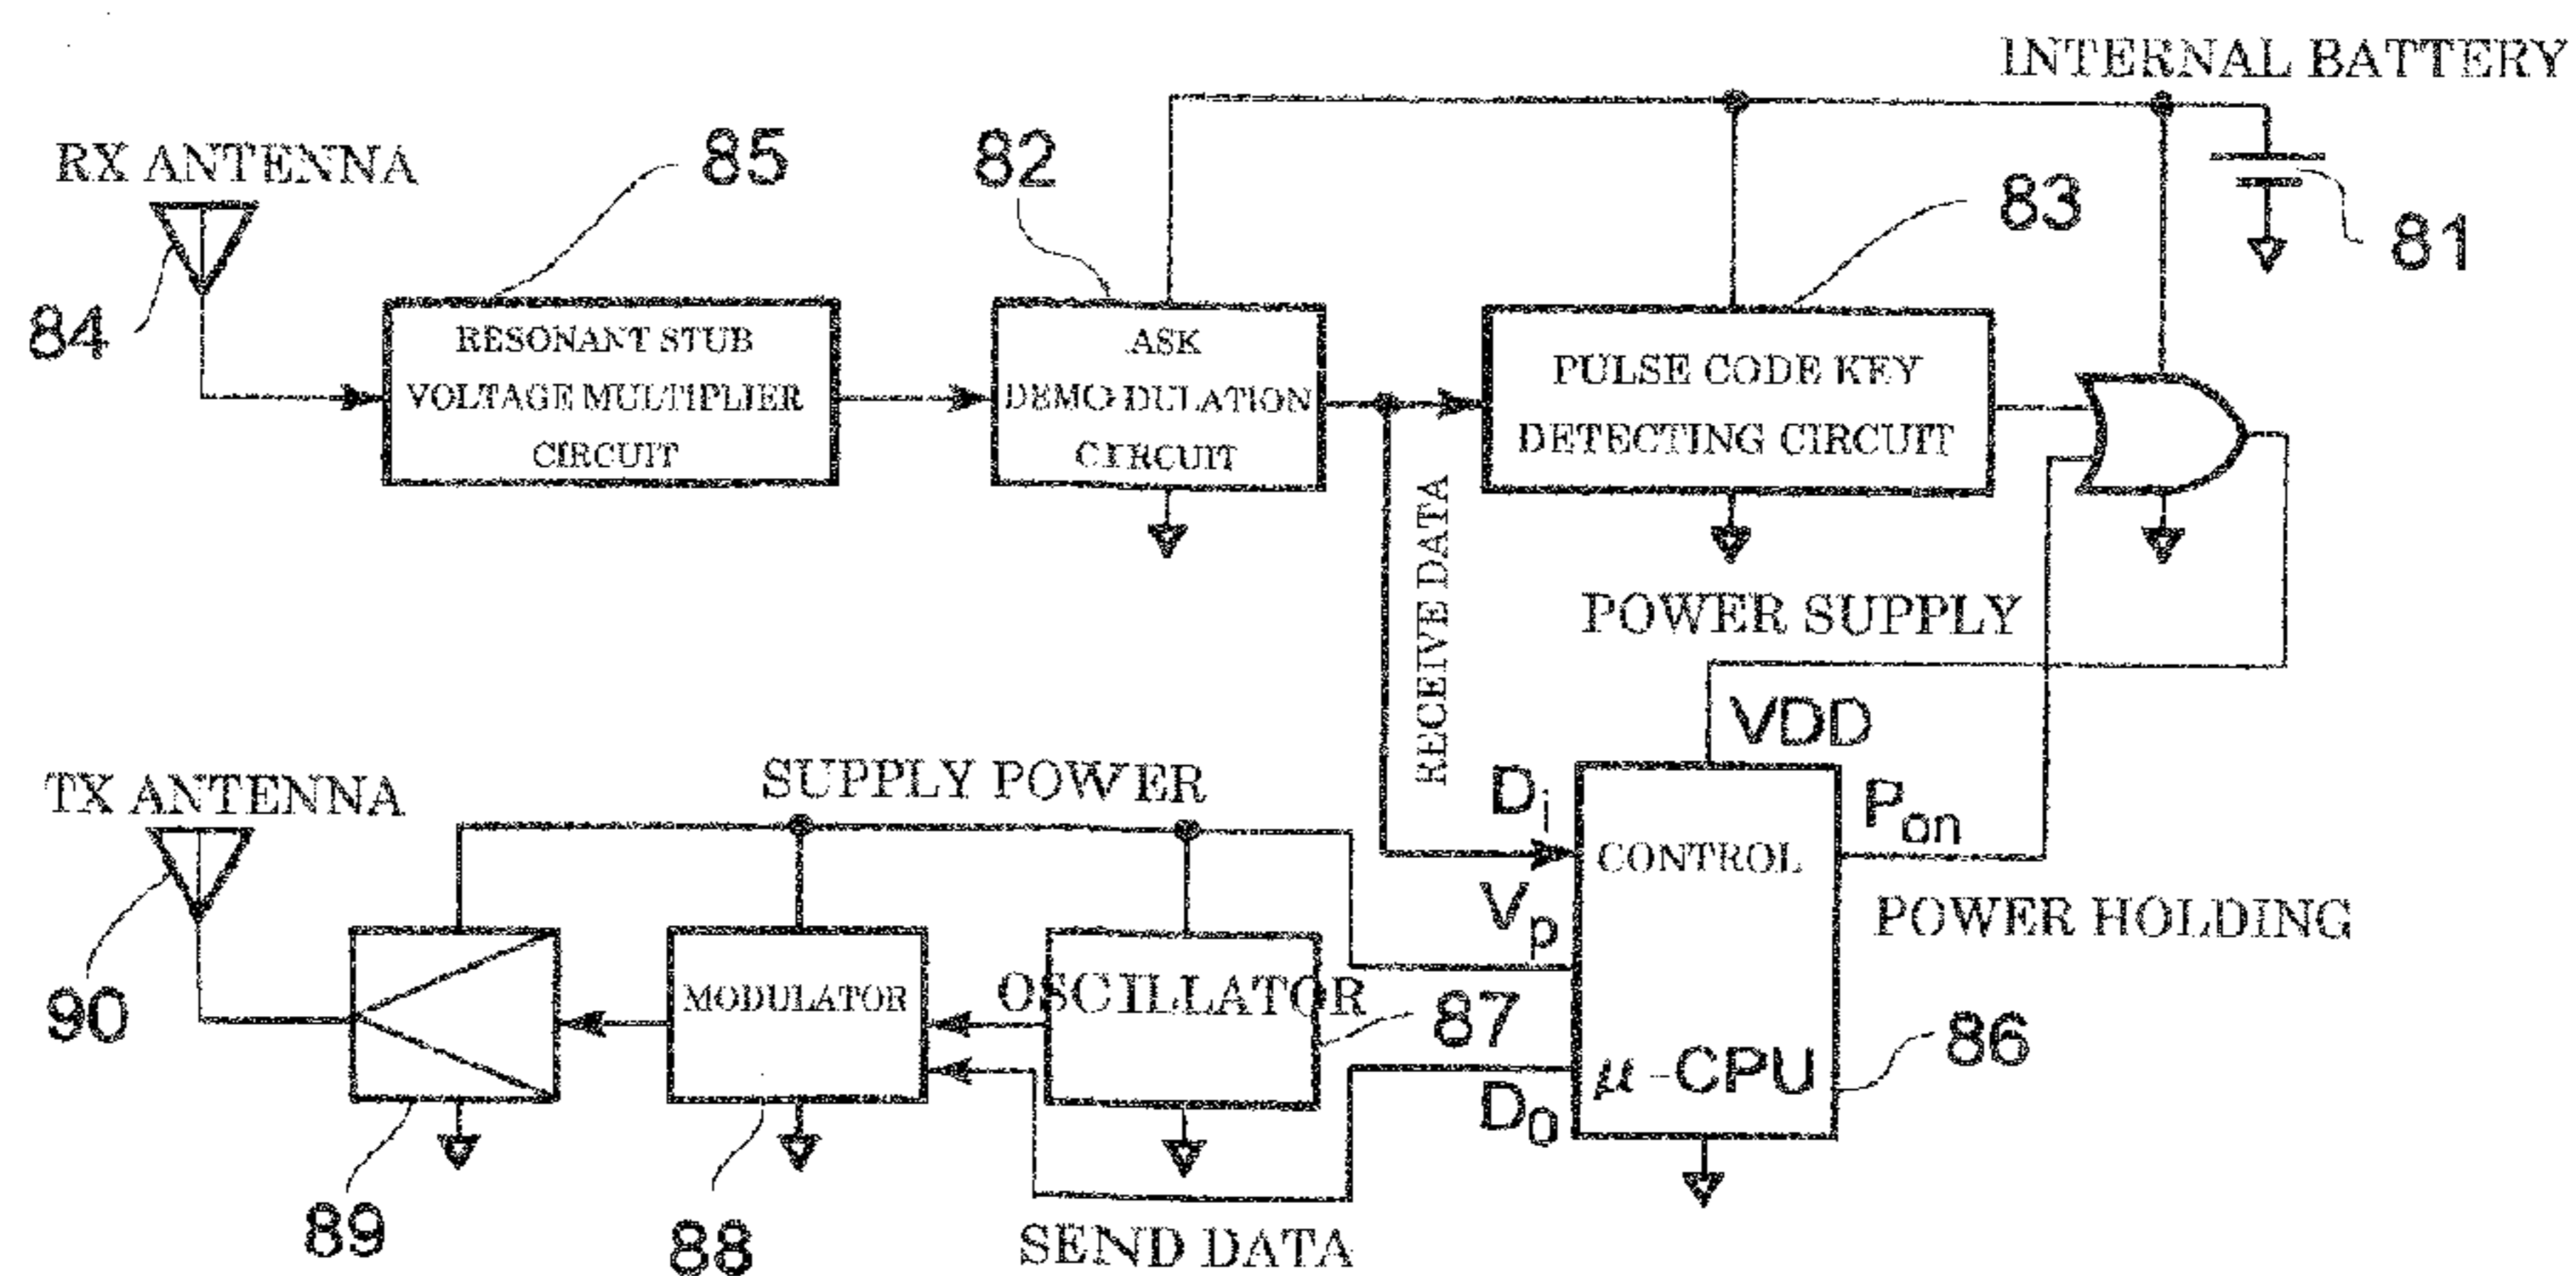 INTERNAL BATTERY
RX ANTENNA
85
82
83
81
84
RESONANT STUB
VOLTAGE MULTIPLIER
CIRCUIT
ASK
DEMODULATION
CIRCUIT
PULSE CODE KEY
DETECTING CIRCUIT
RECEIVE DATA
POWER SUPPLY
VDD
TX ANTENNA
SUPPLY POWER
Di
Pon
CONTROL
Vp
POWER HOLDING
90
MODULATOR
OSCILLATOR
87
86
μ-CPU
D0
89
88
SEND DATA